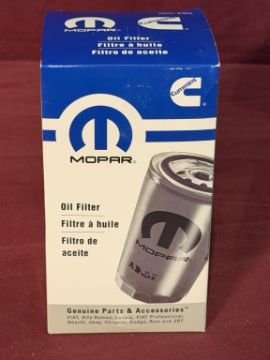 MOPAR
Oil Filter
Filtre à huile
Filtro de aceite
Cummins
MOPAR
Oil Filter
Filtre à huile
Filtro de
aceite
MOPAR
Genuine Parts & Accessories
FIAT, Alfa Romeo, Lancia, FIAT Professional,
Abarth, Jeep, Chrysler, Dodge, Ram and SRT